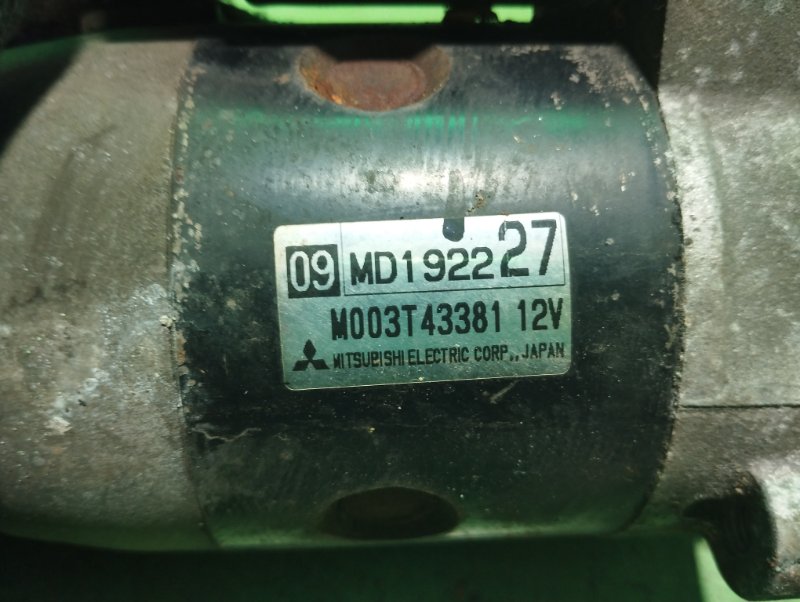 09 MD192227
M003T43381 12V
MITSUBISHI ELECTRIC CORP., JAPAN